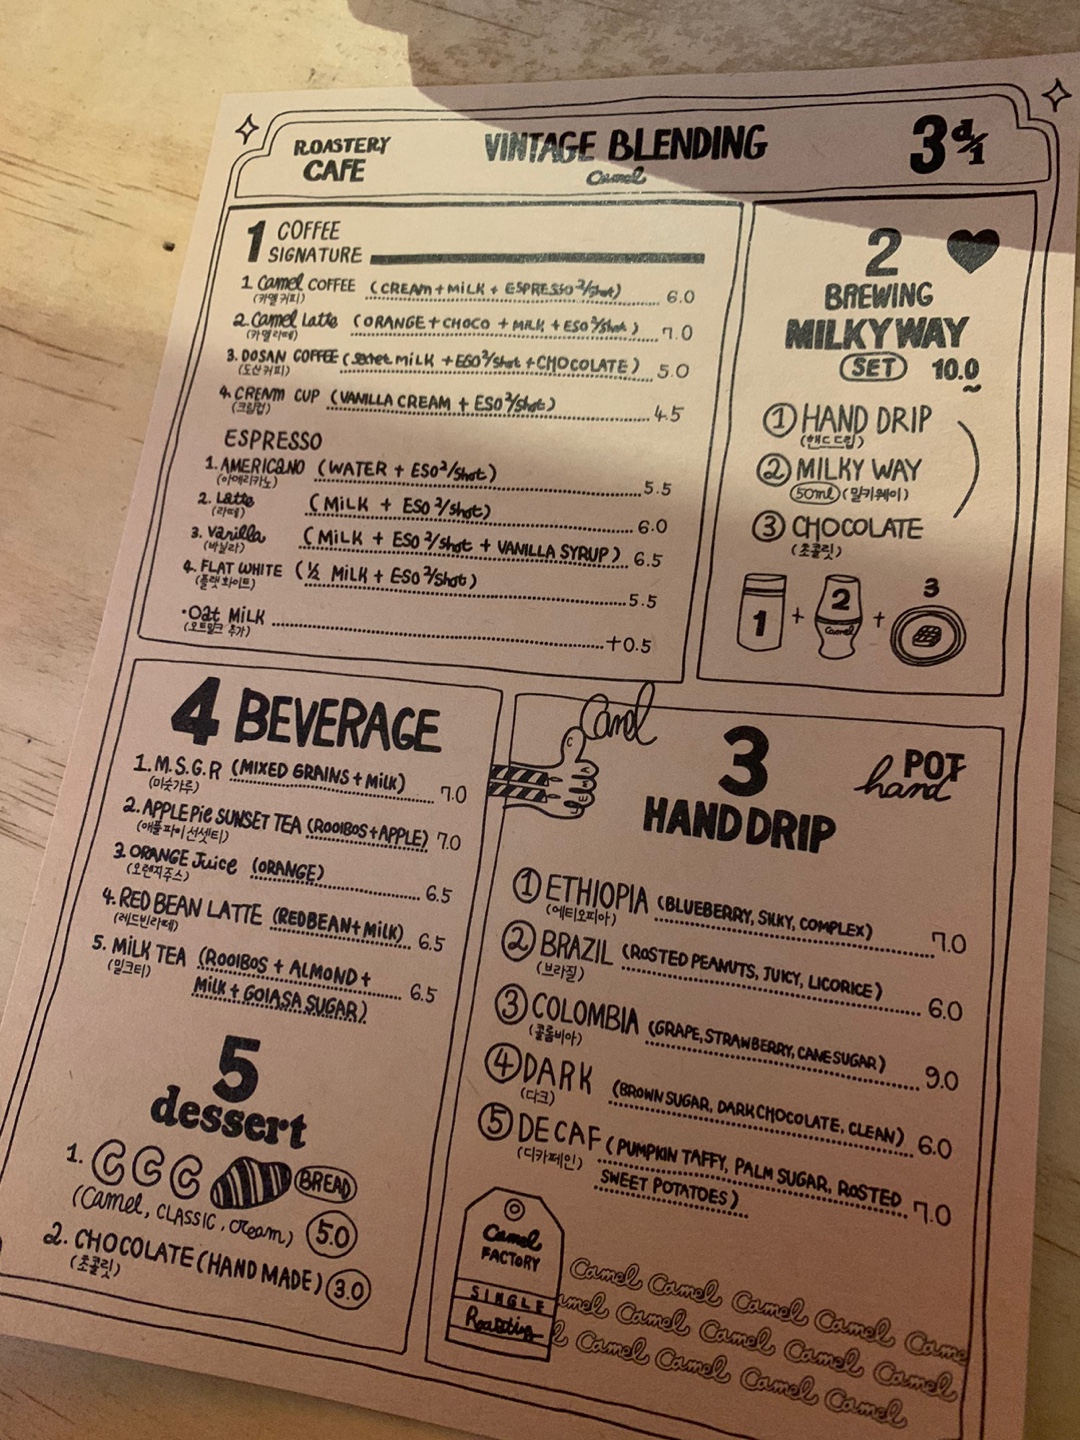 ROASTERY
CAFE
VINTAGE BLENDING
Camel
1 COFFEE
SIGNATURE
1. Camel COFFEE (CREAM + MILK + ESPRESSO 2/shot) 6.0
(카멜커피)
2. Camel Latte (ORANGE + CHOCO + MILK + ESO 2/shot) 7.0
(카멜라떼)
3. DOSAN COFFEE (secret MILK + ESO 2/shot + CHOCOLATE) 5.0
(도산커피)
4. CREAM CUP (VANILLA CREAM + ESO 2/shot) 4.5
(크림컵)
ESPRESSO
1. AMERICANO (WATER + ESO 2/shot) 5.5
(아메리카노)
2. Latte (MILK + ESO 2/shot) 6.0
(라떼)
3. Vanilla (MILK + ESO 2/shot + VANILLA SYRUP) 6.5
(바닐라)
4. FLAT WHITE (½ MILK + ESO 2/shot) 5.5
(플랫 화이트)
·Oat MILK +0.5
(오트밀크 추가)
2
BREWING
MILKY WAY
SET 10.0
① HAND DRIP
(핸드드립)
② MILKY WAY
50ml (밀키웨이)
③ CHOCOLATE
(초콜릿)
3
1 + 2 +
Camel
4 BEVERAGE
1. M.S.G.R (MIXED GRAINS + MILK) 7.0
(미숫가루)
2. APPLE Pie SUNSET TEA (ROOIBOS + APPLE) 7.0
(애플파이 선셋티)
3. ORANGE Juice (ORANGE) 6.5
(오렌지주스)
4. RED BEAN LATTE (REDBEAN + MILK) 6.5
(레드빈라떼)
5. MILK TEA (ROOIBOS + ALMOND +
(밀크티)
MILK + GOIASA SUGAR) 6.5
5
dessert
1. CCC BREAD
(Camel, CLASSIC, cream) 5.0
2. CHOCOLATE (HAND MADE) 3.0
(초콜릿)
Camel
3
HAND DRIP
POT
hand
① ETHIOPIA (BLUEBERRY, SILKY, COMPLEX) 7.0
(에티오피아)
② BRAZIL (ROSTED PEANUTS, JUICY, LICORICE) 6.0
(브라질)
③ COLOMBIA (GRAPE, STRAWBERRY, CANE SUGAR) 9.0
(콜롬비아)
④ DARK (BROWN SUGAR, DARK CHOCOLATE, CLEAN) 6.0
(다크)
⑤ DECAF (PUMPKIN TAFFY, PALM SUGAR, ROSTED
(디카페인)
SWEET POTATOES) 7.0
Camel
FACTORY
SINGLE
Roasting
Camel Camel Camel Camel Came
amel Camel Camel Camel Camel
l Camel Camel Camel Camel